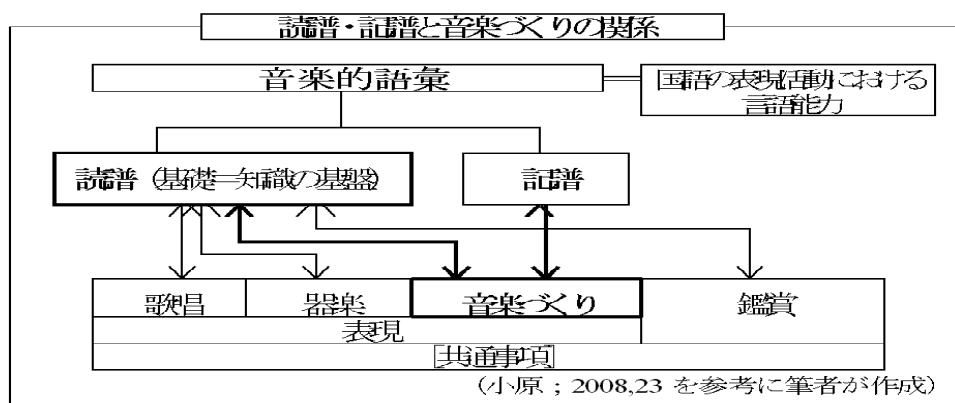 読譜・記譜と音楽づくりの関係
音楽的語彙
国語の表現活動における
言語能力
読譜（基礎＝知識の基盤）
記譜
歌唱
器楽
音楽づくり
鑑賞
表現
[共通事項]
（小原；2008,23 を参考に筆者が作成）